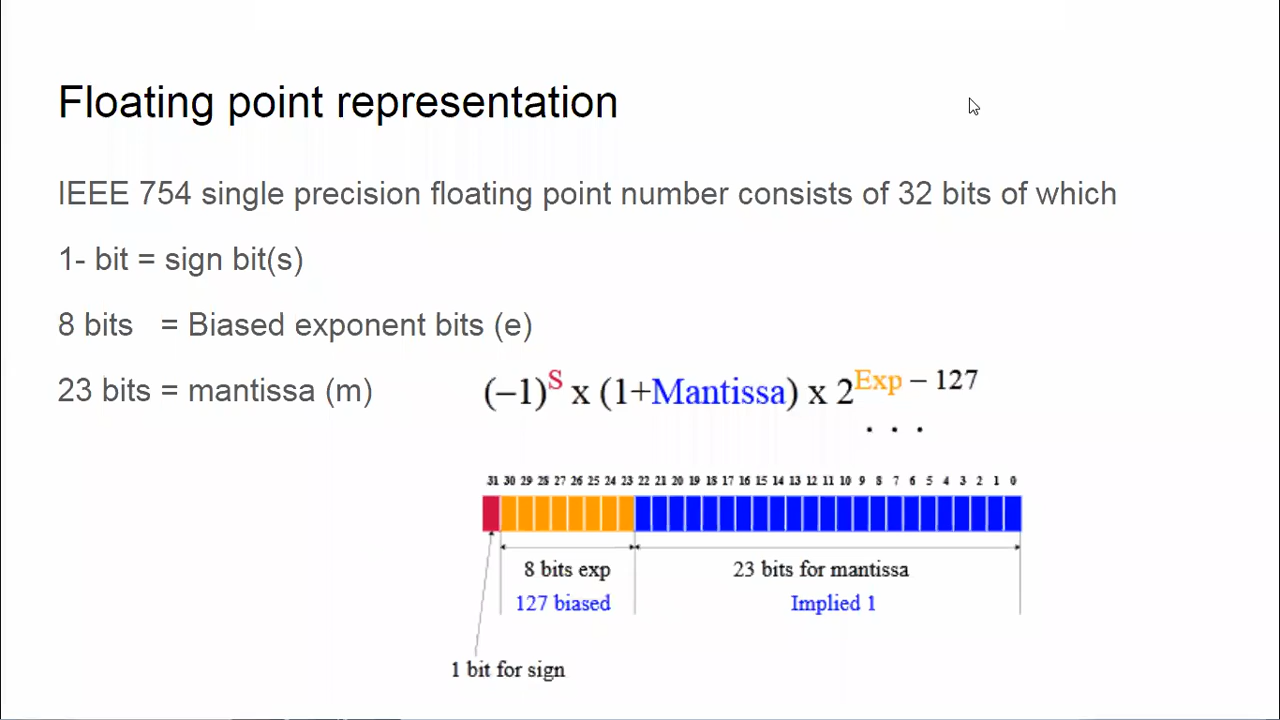 Floating point representation
IEEE 754 single precision floating point number consists of 32 bits of which
1- bit = sign bit(s)
8 bits = Biased exponent bits (e)
23 bits = mantissa (m)
(–1)^S x (1+Mantissa) x 2^Exp – 127
. . .
31 30 29 28 27 26 25 24 23 22 21 20 19 18 17 16 15 14 13 12 11 10 9 8 7 6 5 4 3 2 1 0
8 bits exp 23 bits for mantissa
127 biased Implied 1
1 bit for sign